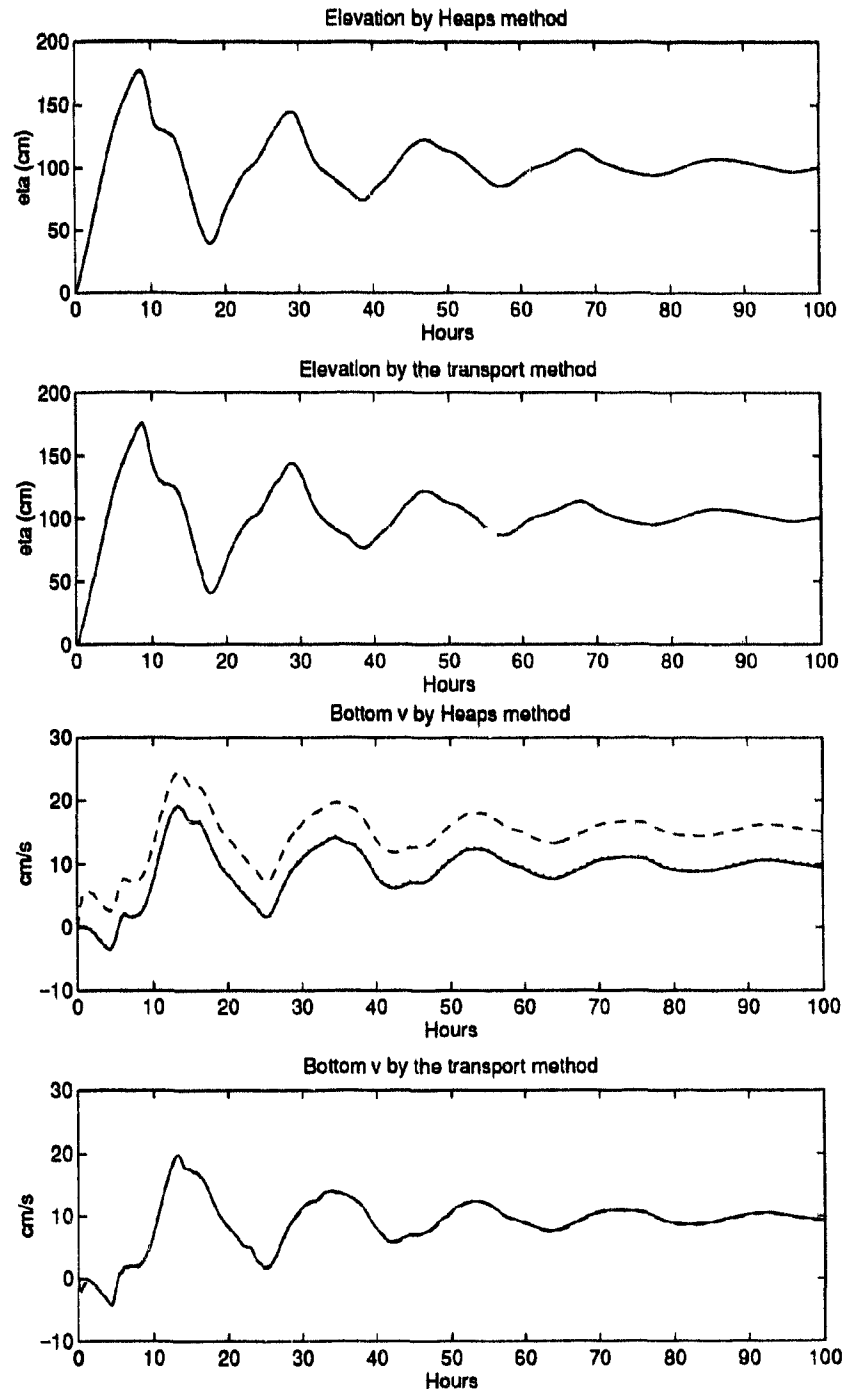 Elevation by Heaps method
200
150
100
50
0
eta (cm)
0 10 20 30 40 50 60 70 80 90 100
Hours
Elevation by the transport method
200
150
100
50
0
eta (cm)
0 10 20 30 40 50 60 70 80 90 100
Hours
Bottom v by Heaps method
30
20
10
0
-10
cm/s
0 10 20 30 40 50 60 70 80 90 100
Hours
Bottom v by the transport method
30
20
10
0
-10
cm/s
0 10 20 30 40 50 60 70 80 90 100
Hours